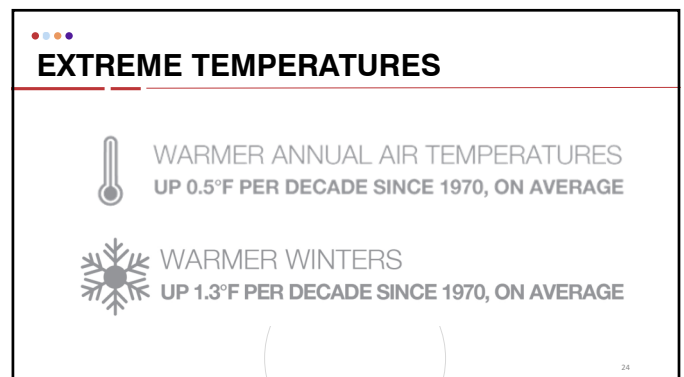 EXTREME TEMPERATURES
WARMER ANNUAL AIR TEMPERATURES
UP 0.5°F PER DECADE SINCE 1970, ON AVERAGE
WARMER WINTERS
UP 1.3°F PER DECADE SINCE 1970, ON AVERAGE
24